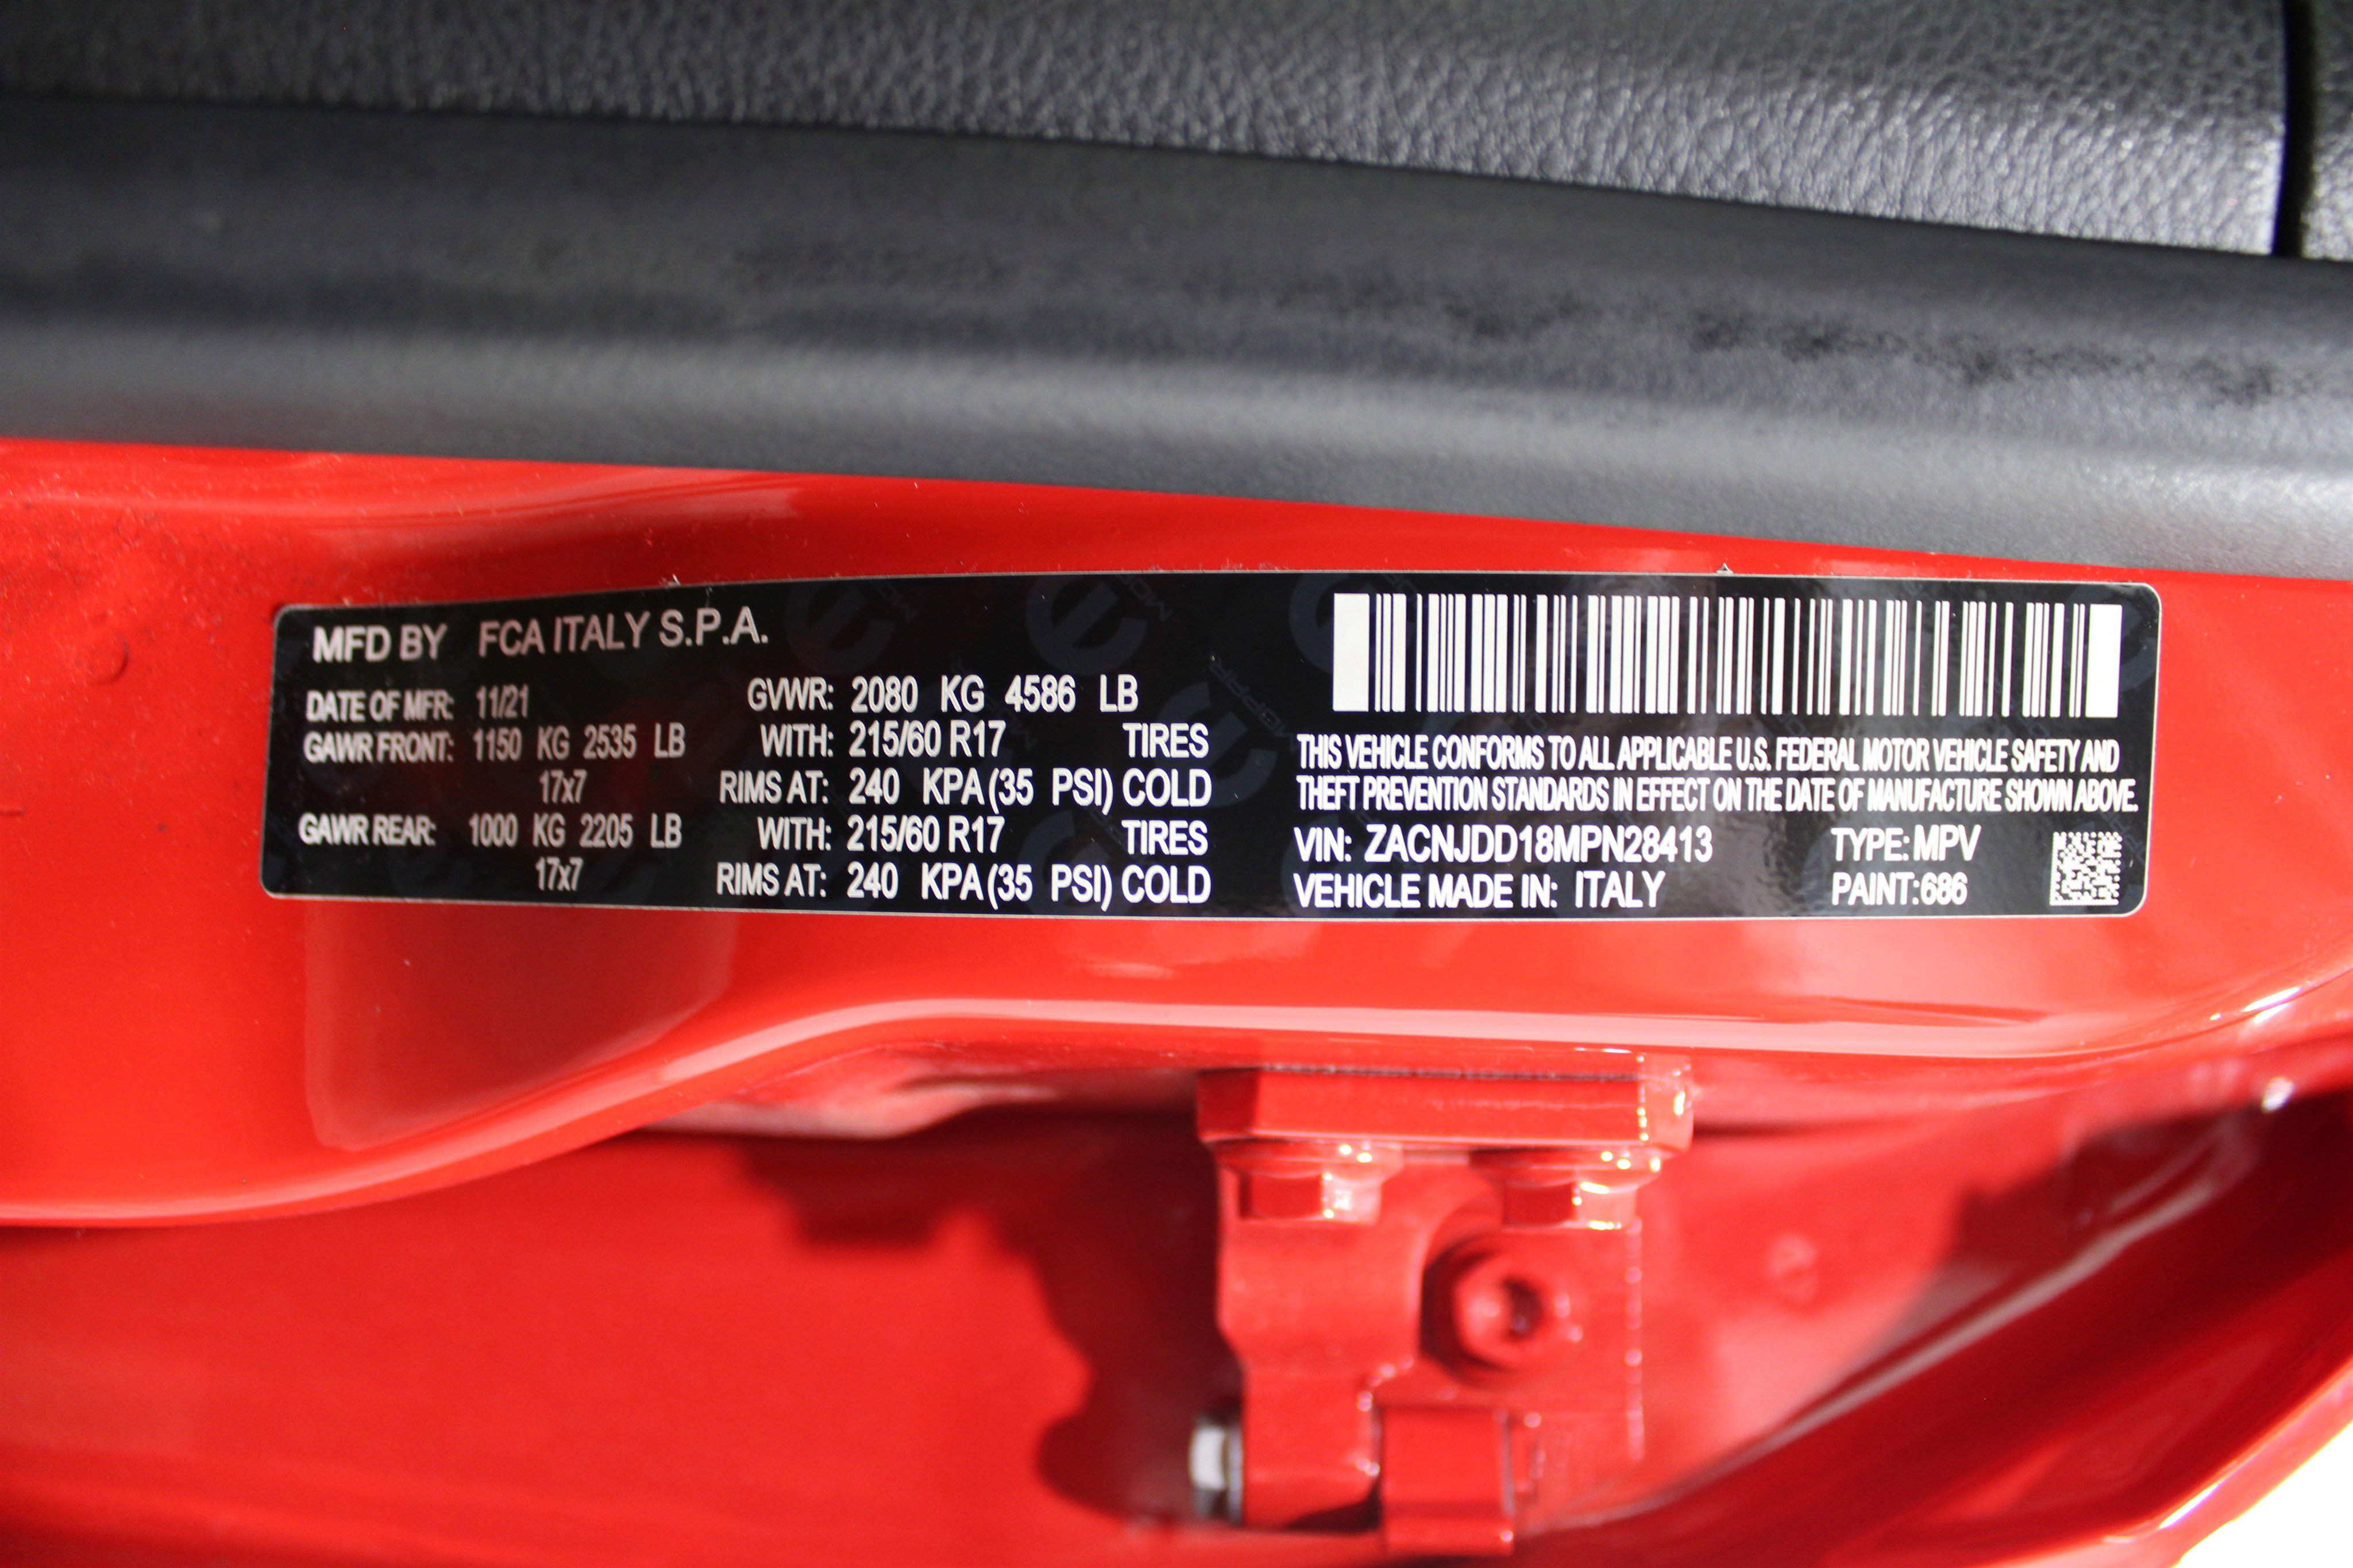 MFD BY FCA ITALY S.P.A.
DATE OF MFR: 11/21 GVWR: 2080 KG 4586 LB
GAWR FRONT: 1150 KG 2535 LB WITH: 215/60 R17 TIRES
17x7 RIMS AT: 240 KPA (35 PSI) COLD
GAWR REAR: 1000 KG 2205 LB WITH: 215/60 R17 TIRES
17x7 RIMS AT: 240 KPA (35 PSI) COLD
THIS VEHICLE CONFORMS TO ALL APPLICABLE U.S. FEDERAL MOTOR VEHICLE SAFETY AND
THEFT PREVENTION STANDARDS IN EFFECT ON THE DATE OF MANUFACTURE SHOWN ABOVE.
VIN: ZACNJDD18MPN28413 TYPE: MPV
VEHICLE MADE IN: ITALY PAINT: 686